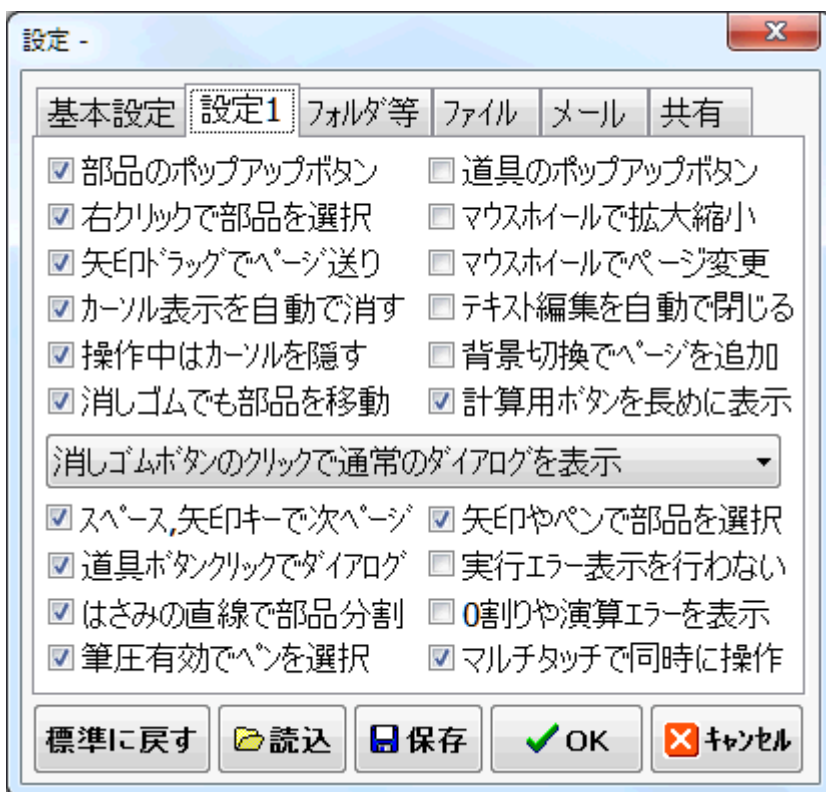 設定 -
基本設定 設定1 フォルダ等 ファイル メール 共有
部品のポップアップボタン 道具のポップアップボタン
右クリックで部品を選択 マウスホイールで拡大縮小
矢印ドラッグでページ送り マウスホイールでページ変更
カーソル表示を自動で消す テキスト編集を自動で閉じる
操作中はカーソルを隠す 背景切換でページを追加
消しゴムでも部品を移動 計算用ボタンを長めに表示
消しゴムボタンのクリックで通常のダイアログを表示
スペース,矢印キーで次ページ 矢印やペンで部品を選択
道具ボタンクリックでダイアログ 実行エラー表示を行わない
はさみの直線で部品分割 0割りや演算エラーを表示
筆圧有効でペンを選択 マルチタッチで同時に操作
標準に戻す 読込 保存 OK キャンセル